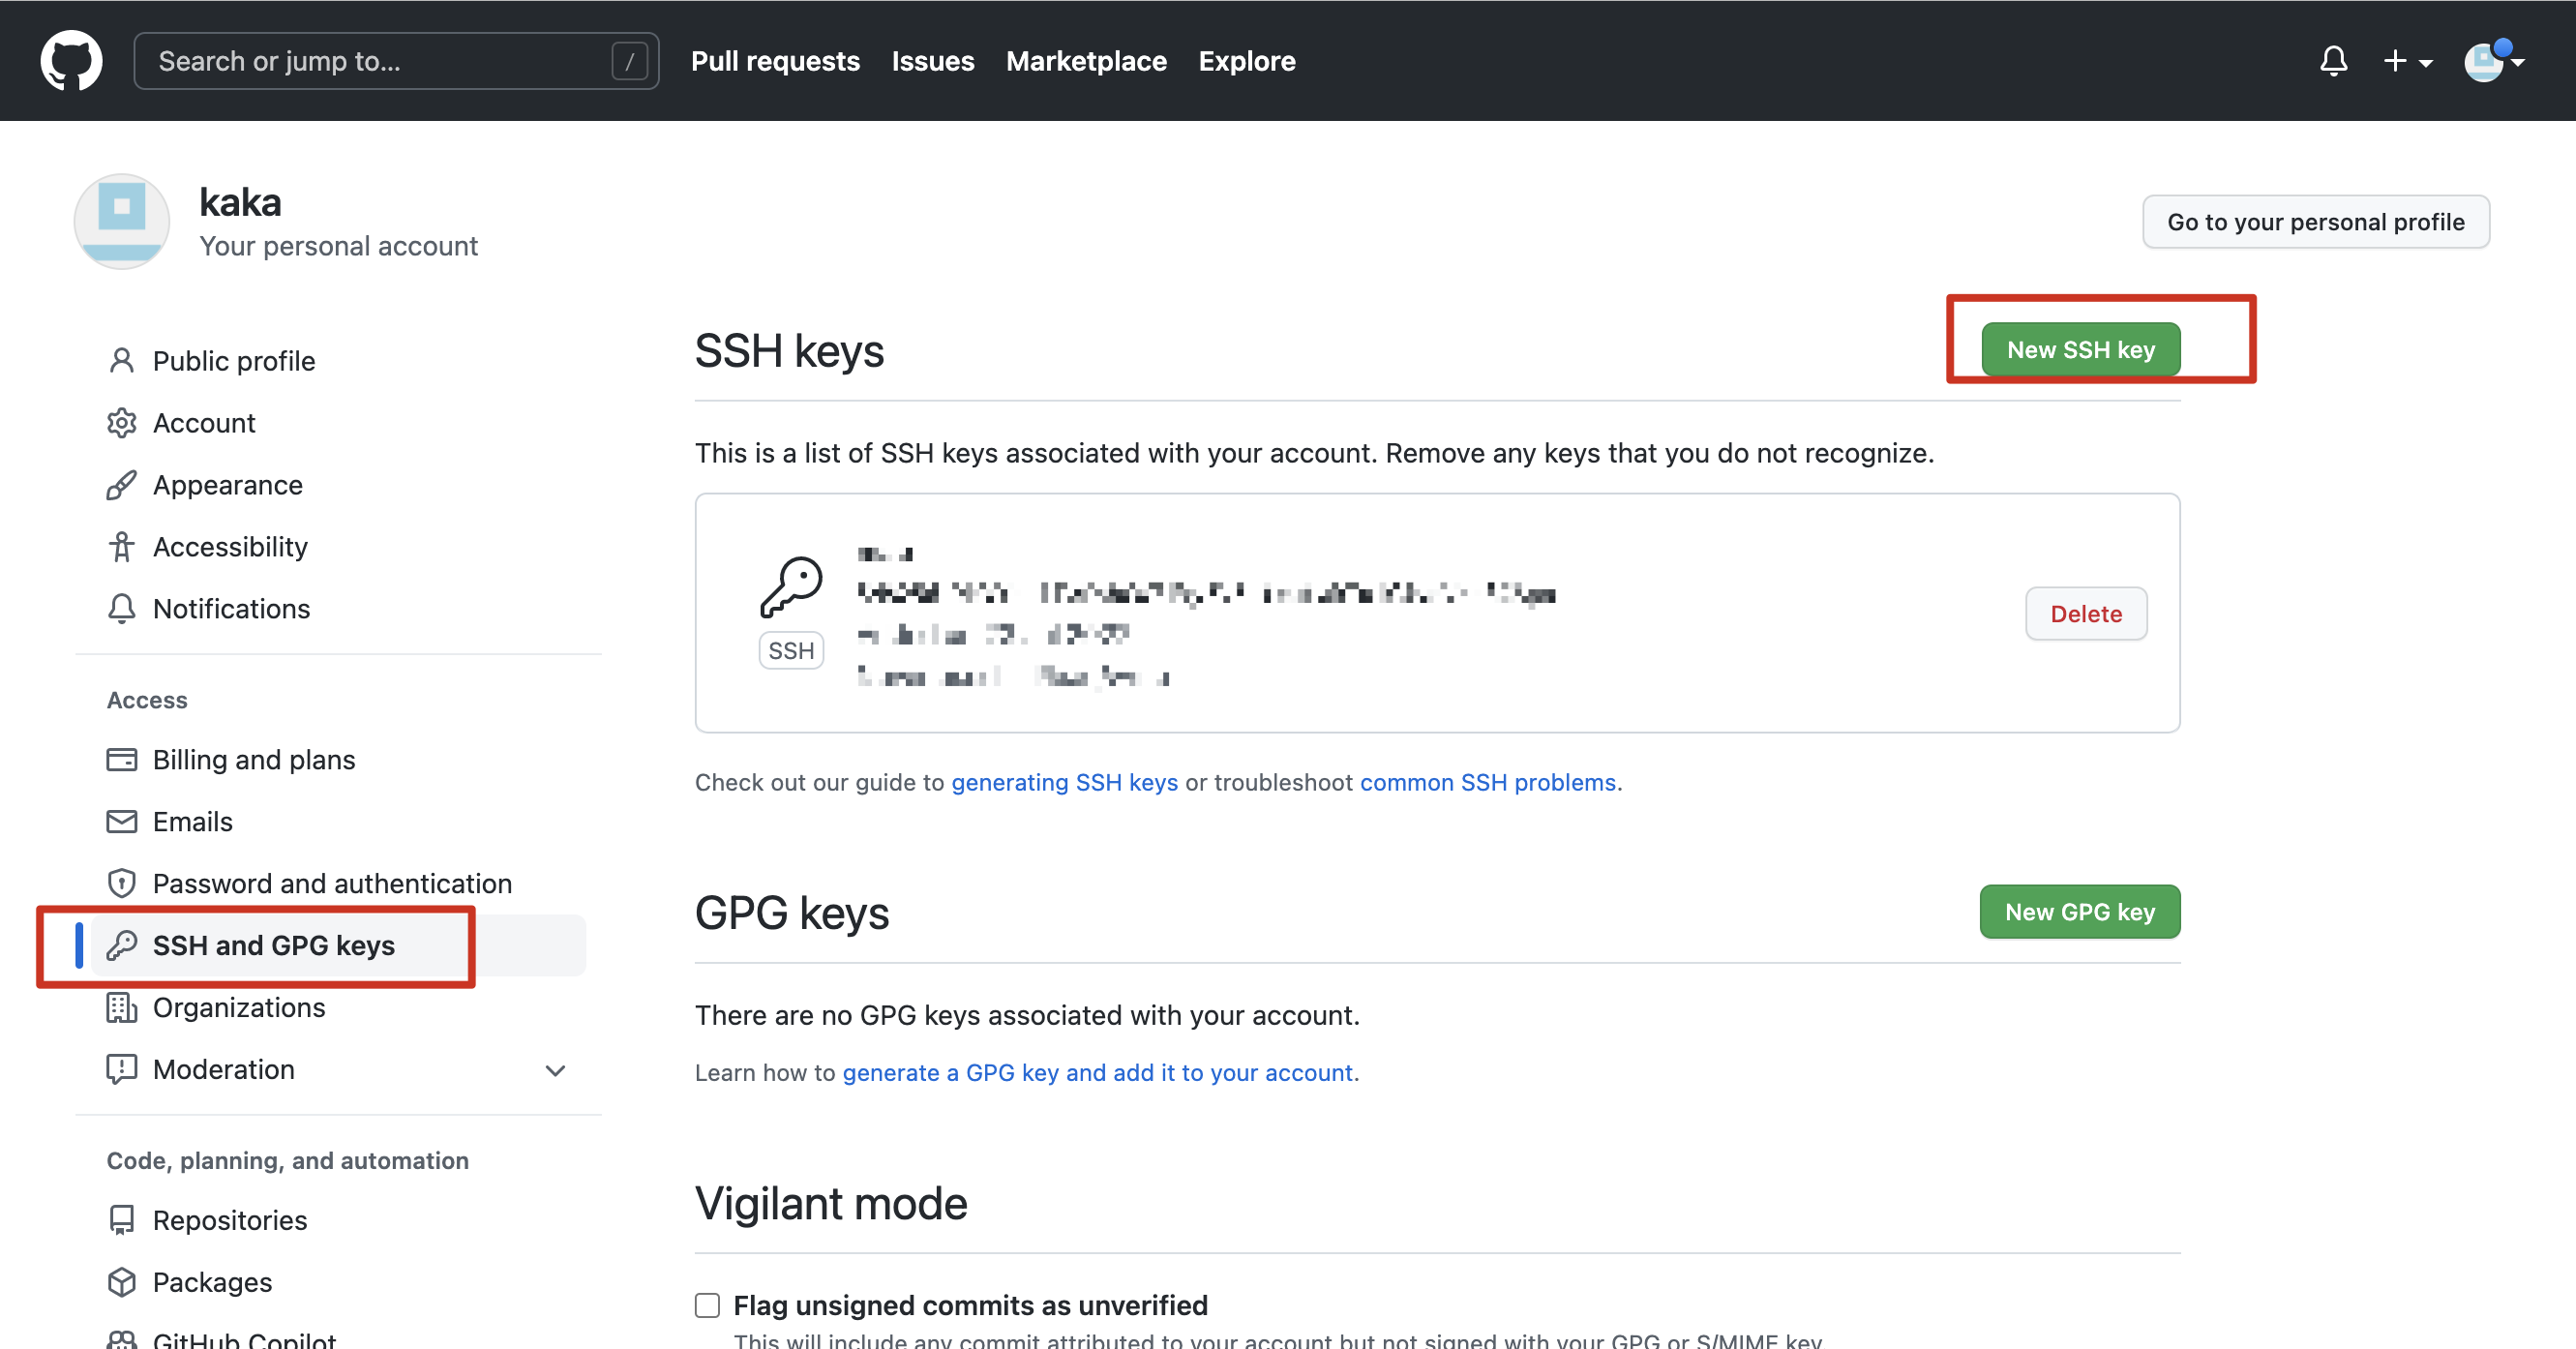 Search or jump to... /
Pull requests Issues Marketplace Explore
kaka
Your personal account
Go to your personal profile
Public profile
Account
Appearance
Accessibility
Notifications
Access
Billing and plans
Emails
Password and authentication
SSH and GPG keys
Organizations
Moderation
Code, planning, and automation
Repositories
Packages
GitHub Copilot
SSH keys
New SSH key
This is a list of SSH keys associated with your account. Remove any keys that you do not recognize.
SSH
Delete
Check out our guide to generating SSH keys or troubleshoot common SSH problems.
GPG keys
New GPG key
There are no GPG keys associated with your account.
Learn how to generate a GPG key and add it to your account.
Vigilant mode
Flag unsigned commits as unverified
This will include any commit attributed to your account but not signed with your GPG or S/MIME key.